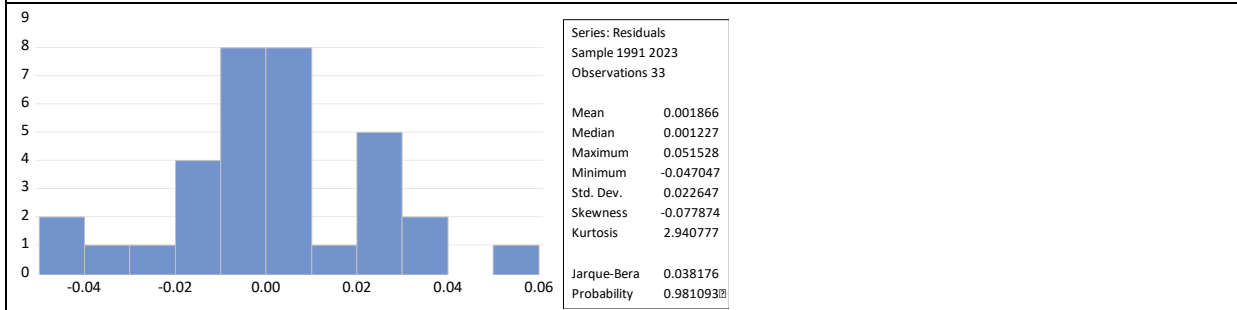 9
8
7
6
5
4
3
2
1
0
-0.04 -0.02 0.00 0.02 0.04 0.06
Series: Residuals
Sample 1991 2023
Observations 33
Mean 0.001866
Median 0.001227
Maximum 0.051528
Minimum -0.047047
Std. Dev. 0.022647
Skewness -0.077874
Kurtosis 2.940777
Jarque-Bera 0.038176
Probability 0.981093